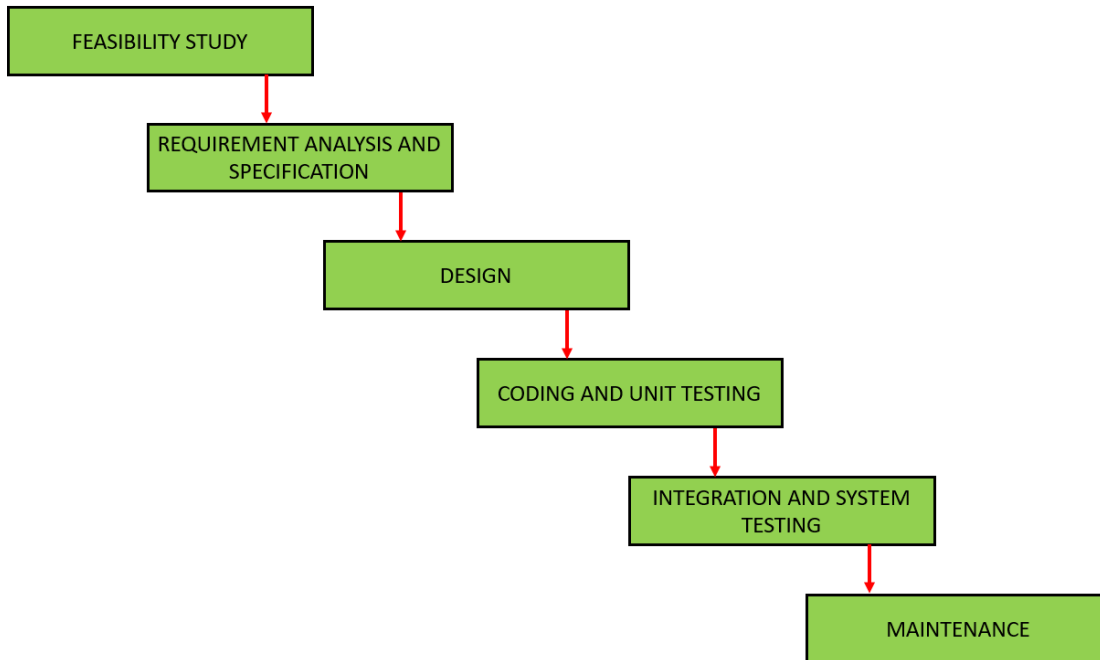 FEASIBILITY STUDY
REQUIREMENT ANALYSIS AND
SPECIFICATION
DESIGN
CODING AND UNIT TESTING
INTEGRATION AND SYSTEM
TESTING
MAINTENANCE